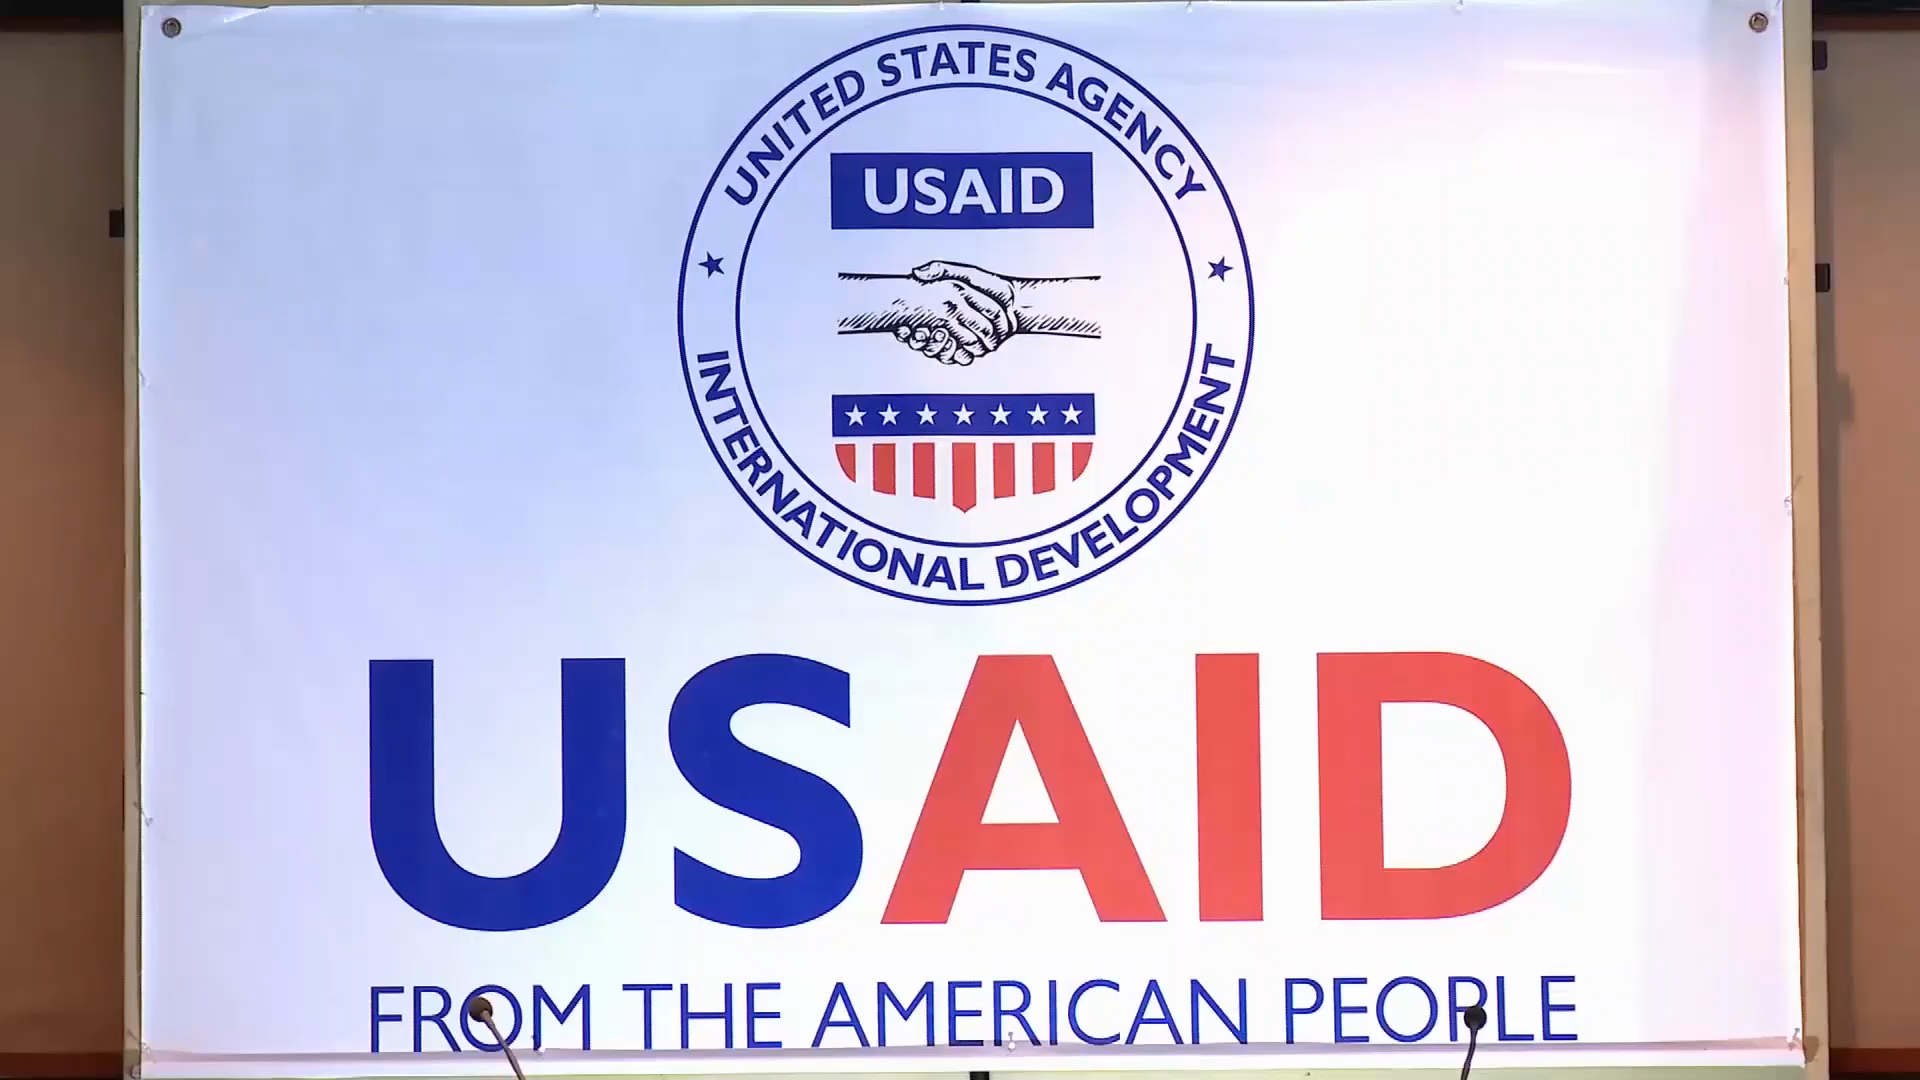 UNITED STATES AGENCY
USAID
INTERNATIONAL DEVELOPMENT
USAID
FROM THE AMERICAN PEOPLE